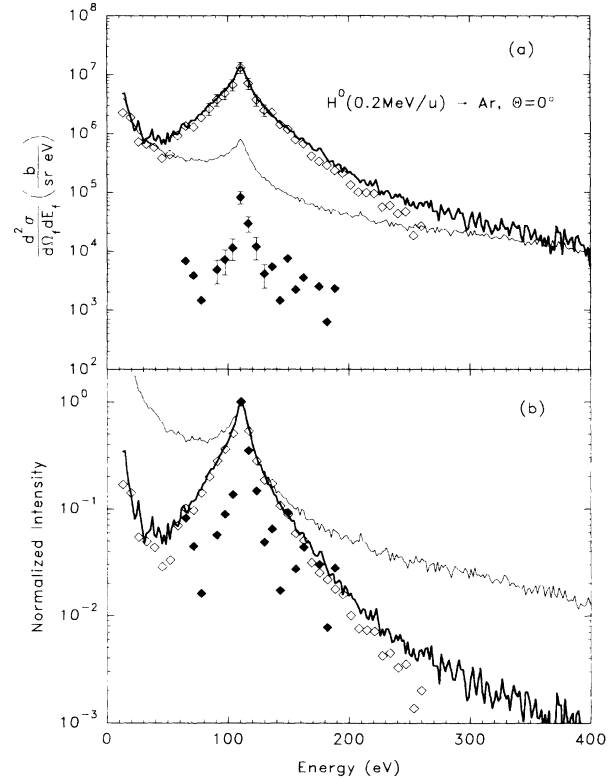 10^8
(a)
10^7
H^0(0.2MeV/u) → Ar, Θ=0°
10^6
10^5
10^4
10^3
10^2
d^2σ / dΩ_f dE_f ( b / sr eV )
10^0
(b)
10^-1
10^-2
10^-3
Normalized Intensity
0 100 200 300 400
Energy (eV)